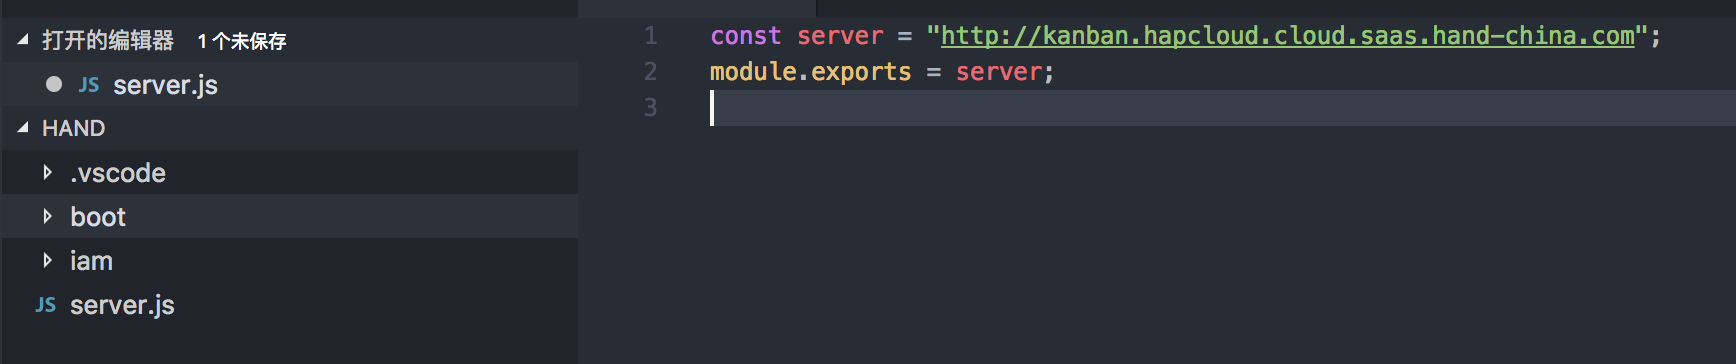 打开的编辑器 1 个未保存
JS server.js
HAND
.vscode
boot
iam
JS server.js
1 const server = "http://kanban.hapcloud.cloud.saas.hand-china.com";
2 module.exports = server;
3